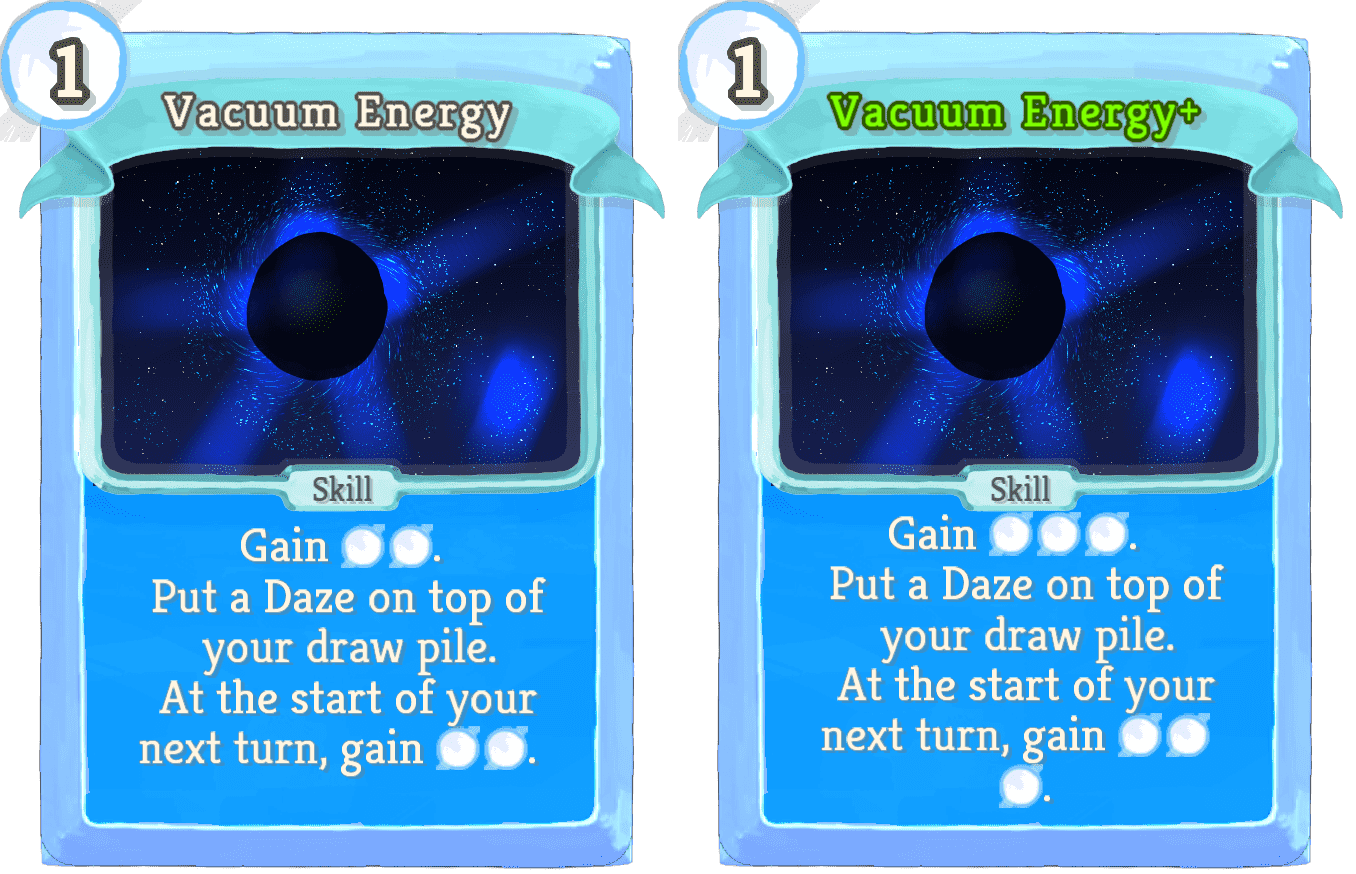 1
Vacuum Energy
Skill
Gain .
Put a Daze on top of
your draw pile.
At the start of your
next turn, gain .
1
Vacuum Energy+
Skill
Gain .
Put a Daze on top of
your draw pile.
At the start of your
next turn, gain
.